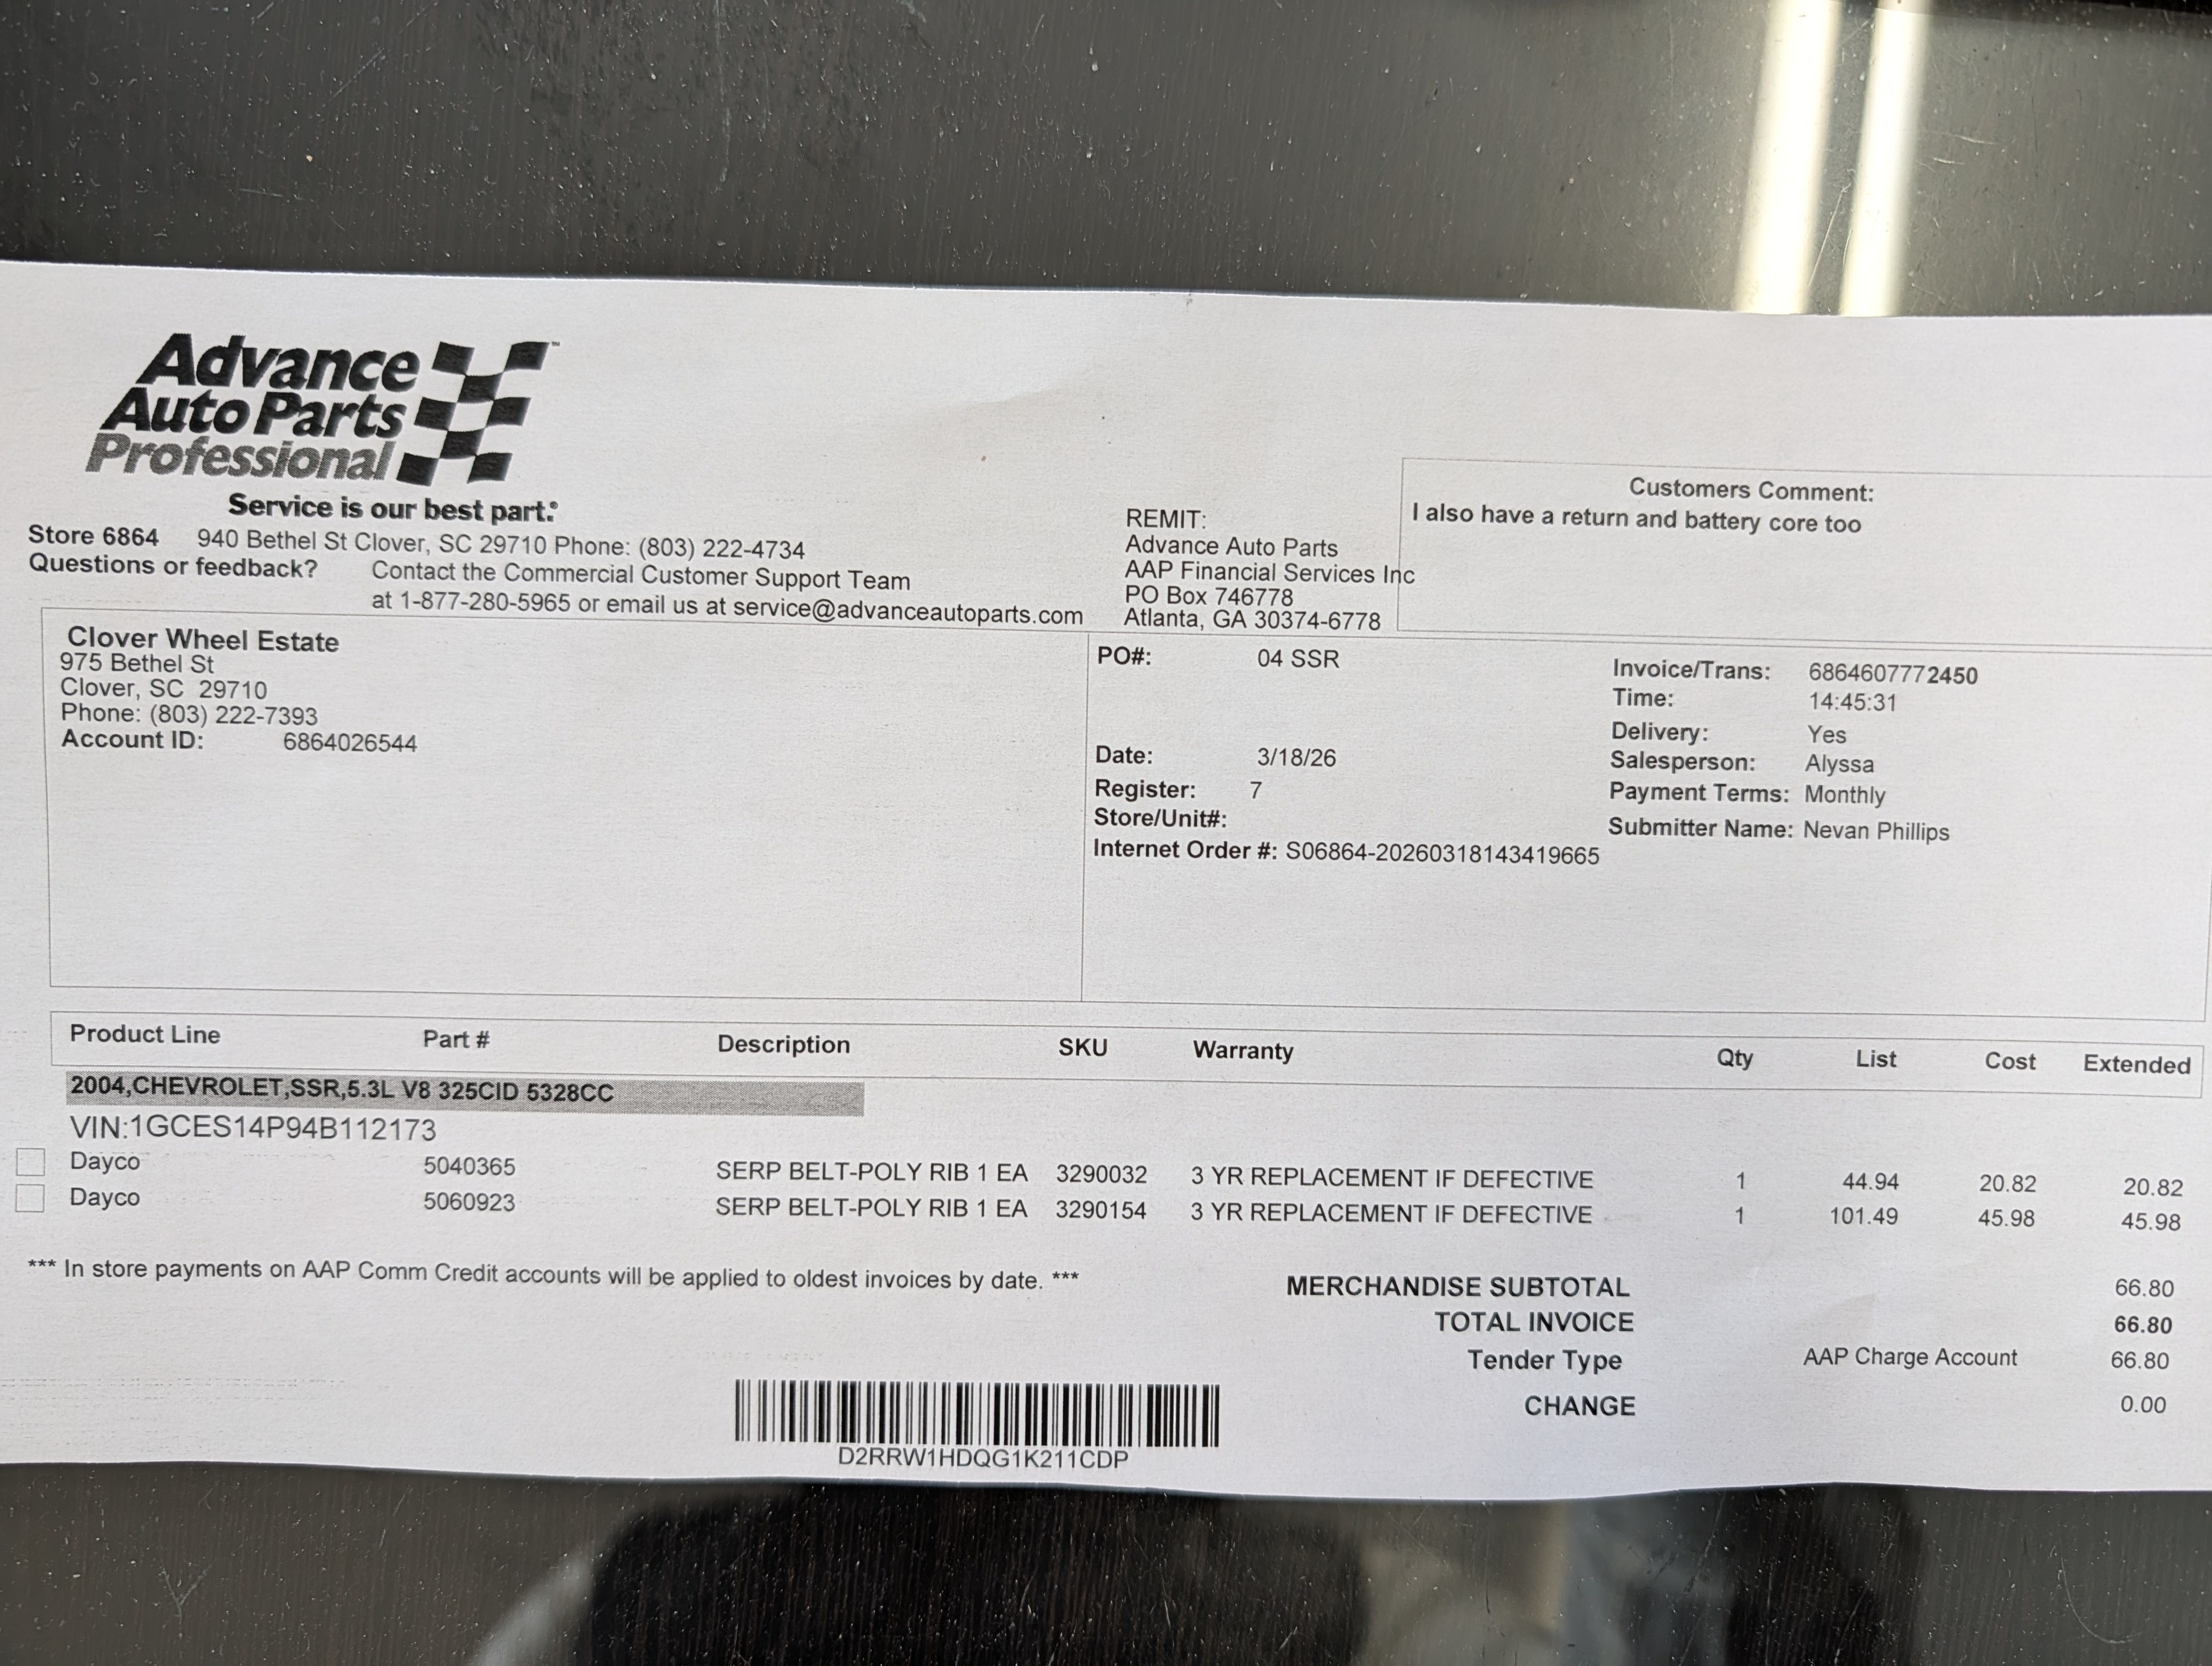 Advance
Auto Parts
Professional
™
Service is our best part.®
Store 6864 940 Bethel St Clover, SC 29710 Phone: (803) 222-4734
Questions or feedback? Contact the Commercial Customer Support Team
at 1-877-280-5965 or email us at service@advanceautoparts.com
REMIT:
Advance Auto Parts
AAP Financial Services Inc
PO Box 746778
Atlanta, GA 30374-6778
Customers Comment:
I also have a return and battery core too
Clover Wheel Estate
975 Bethel St
Clover, SC 29710
Phone: (803) 222-7393
Account ID: 6864026544
PO#: 04 SSR
Date: 3/18/26
Register: 7
Store/Unit#:
Internet Order #: S06864-20260318143419665
Invoice/Trans: 6864607772450
Time: 14:45:31
Delivery: Yes
Salesperson: Alyssa
Payment Terms: Monthly
Submitter Name: Nevan Phillips
Product Line Part # Description SKU Warranty Qty List Cost Extended
2004,CHEVROLET,SSR,5.3L V8 325CID 5328CC
VIN:1GCES14P94B112173
Dayco 5040365 SERP BELT-POLY RIB 1 EA 3290032 3 YR REPLACEMENT IF DEFECTIVE 1 44.94 20.82 20.82
Dayco 5060923 SERP BELT-POLY RIB 1 EA 3290154 3 YR REPLACEMENT IF DEFECTIVE 1 101.49 45.98 45.98
*** In store payments on AAP Comm Credit accounts will be applied to oldest invoices by date. ***
MERCHANDISE SUBTOTAL 66.80
TOTAL INVOICE 66.80
Tender Type AAP Charge Account 66.80
CHANGE 0.00
D2RRW1HDQG1K211CDP